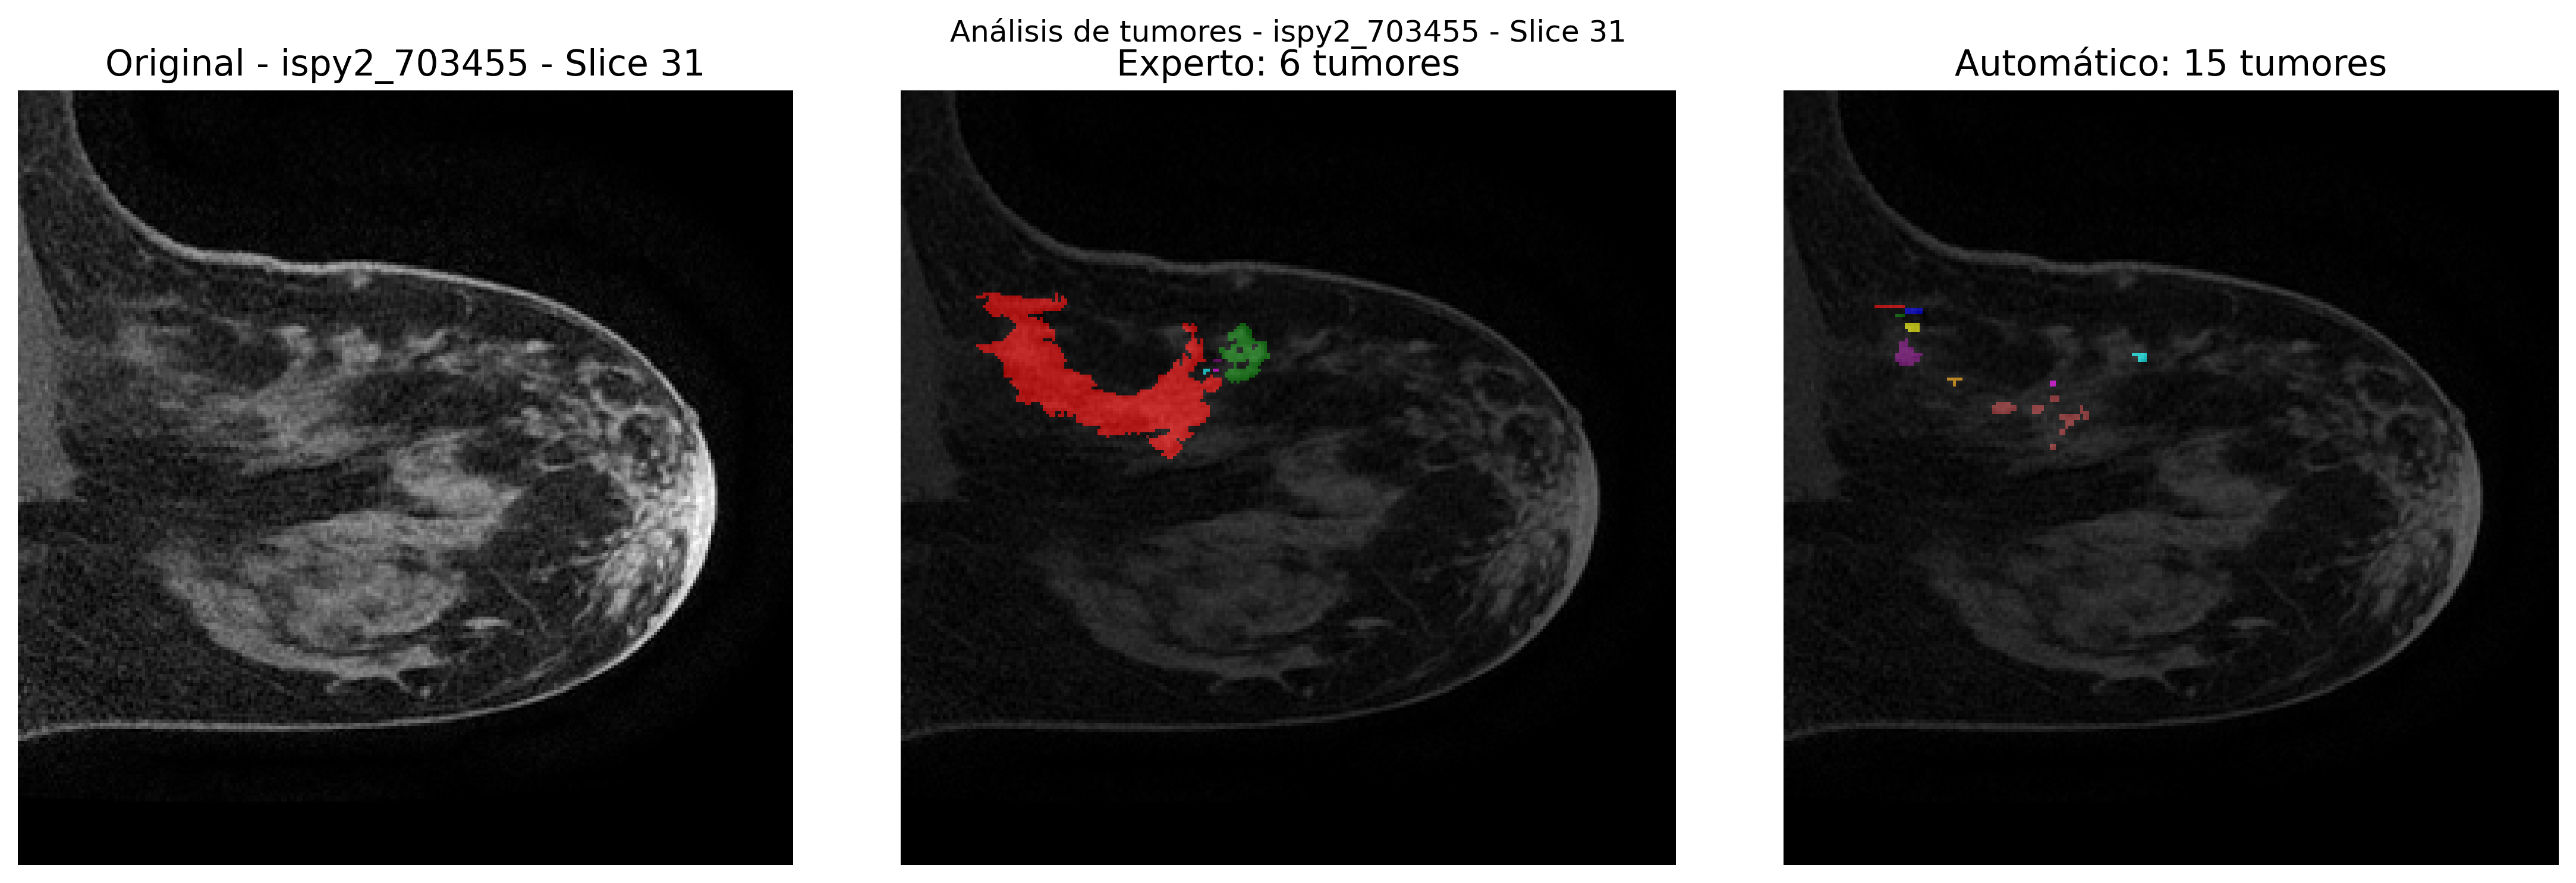 Análisis de tumores - ispy2_703455 - Slice 31
Original - ispy2_703455 - Slice 31
Experto: 6 tumores
Automático: 15 tumores